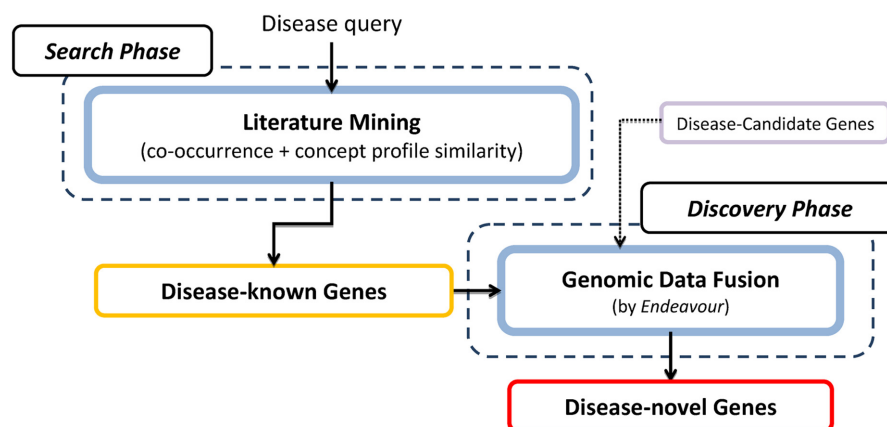 Disease query
Search Phase
Literature Mining
(co-occurrence + concept profile similarity)
Disease-Candidate Genes
Discovery Phase
Disease-known Genes
Genomic Data Fusion
(by Endeavour)
Disease-novel Genes